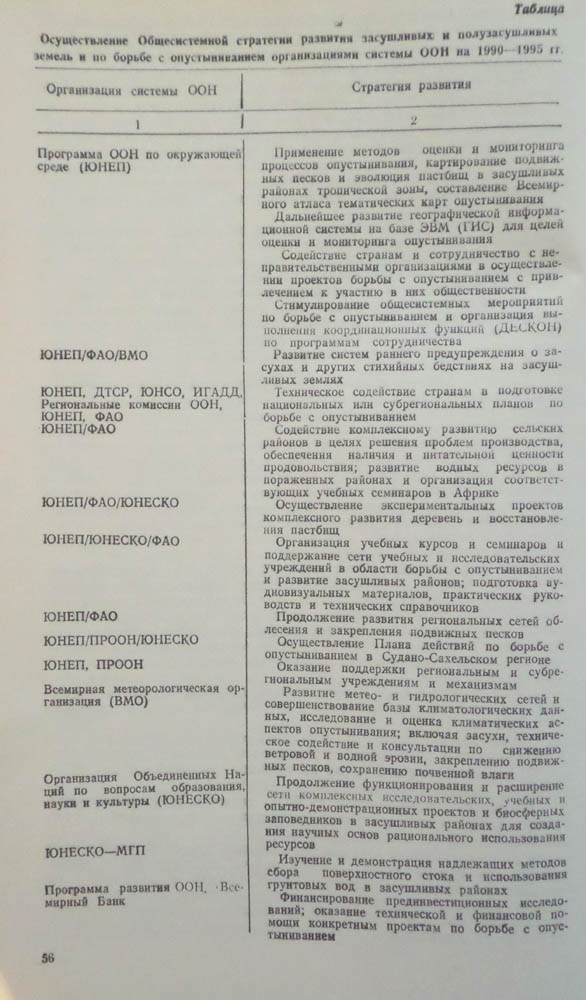 Таблица
Осуществление Общесистемной стратегии развития засушливых и полузасушливых
земель и по борьбе с опустыниванием организациями системы ООН на 1990—1995 гг.
Организация системы ООН
Стратегия развития
1
2
Программа ООН по окружающей
среде (ЮНЕП)
Применение методов оценки и мониторинга
процессов опустынивания, картирование подвиж-
ных песков и эволюция пастбищ в засушливых
районах тропической зоны, составление Всемир-
ного атласа тематических карт опустынивания
Дальнейшее развитие географической информа-
ционной системы на базе ЭВМ (ГИС) для целей
оценки и мониторинга опустынивания
Содействие странам и сотрудничество с не-
правительственными организациями в осуществле-
нии проектов борьбы с опустыниванием с прив-
лечением к участию в них общественности
Стимулирование общесистемных мероприятий
по борьбе с опустыниванием и организация вы-
полнения координационных функций (ДЕСКОН)
по программам сотрудничества
ЮНЕП/ФАО/ВМО
Развитие систем раннего предупреждения о за-
сухах и других стихийных бедствиях на засуш-
ливых землях
ЮНЕП, ДТСР, ЮНСО, ИГАДД,
Региональные комиссии ООН,
ЮНЕП, ФАО
Техническое содействие странам в подготовке
национальных или субрегиональных планов по
борьбе с опустыниванием
ЮНЕП/ФАО
Содействие комплексному развитию сельских
районов в целях решения проблем производства,
обеспечения наличия и питательной ценности
продовольствия; развитие водных ресурсов в
пораженных районах и организация соответст-
вующих учебных семинаров в Африке
ЮНЕП/ФАО/ЮНЕСКО
Осуществление экспериментальных проектов
комплексного развития деревень и восстановле-
ния пастбищ
ЮНЕП/ЮНЕСКО/ФАО
Организация учебных курсов и семинаров и
поддержание сети учебных и исследовательских
учреждений в области борьбы с опустыниванием
и развитие засушливых районов; подготовка ау-
диовизуальных материалов, практических руко-
водств и технических справочников
ЮНЕП/ФАО
Продолжение развития региональных сетей об-
лесения и закрепления подвижных песков
ЮНЕП/ПРООН/ЮНЕСКО
Осуществление Плана действий по борьбе с
опустыниванием в Судано-Сахельском регионе
ЮНЕП, ПРООН
Оказание поддержки региональным и субре-
гиональным учреждениям и механизмам
Всемирная метеорологическая ор-
ганизация (ВМО)
Развитие метео- и гидрологических сетей и
совершенствование базы климатологических дан-
ных, исследование и оценка климатических ас-
пектов опустынивания; включая засухи, техниче-
ское содействие и консультации по снижению
ветровой и водной эрозии, закреплению подвиж-
ных песков, сохранению почвенной влаги
Организация Объединенных На-
ций по вопросам образования,
науки и культуры (ЮНЕСКО)
Продолжение функционирования и расширение
сети комплексных исследовательских, учебных и
опытно-демонстрационных проектов и биосферных
заповедников в засушливых районах для созда-
ния научных основ рационального использования
ресурсов
ЮНЕСКО—МГП
Изучение и демонстрация надлежащих методов
сбора поверхностного стока и использования
грунтовых вод в засушливых районах
Программа развития ООН, Все-
мирный Банк
Финансирование прединвестиционных исследо-
ваний; оказание технической и финансовой по-
мощи конкретным проектам по борьбе с опус-
тыниванием
56